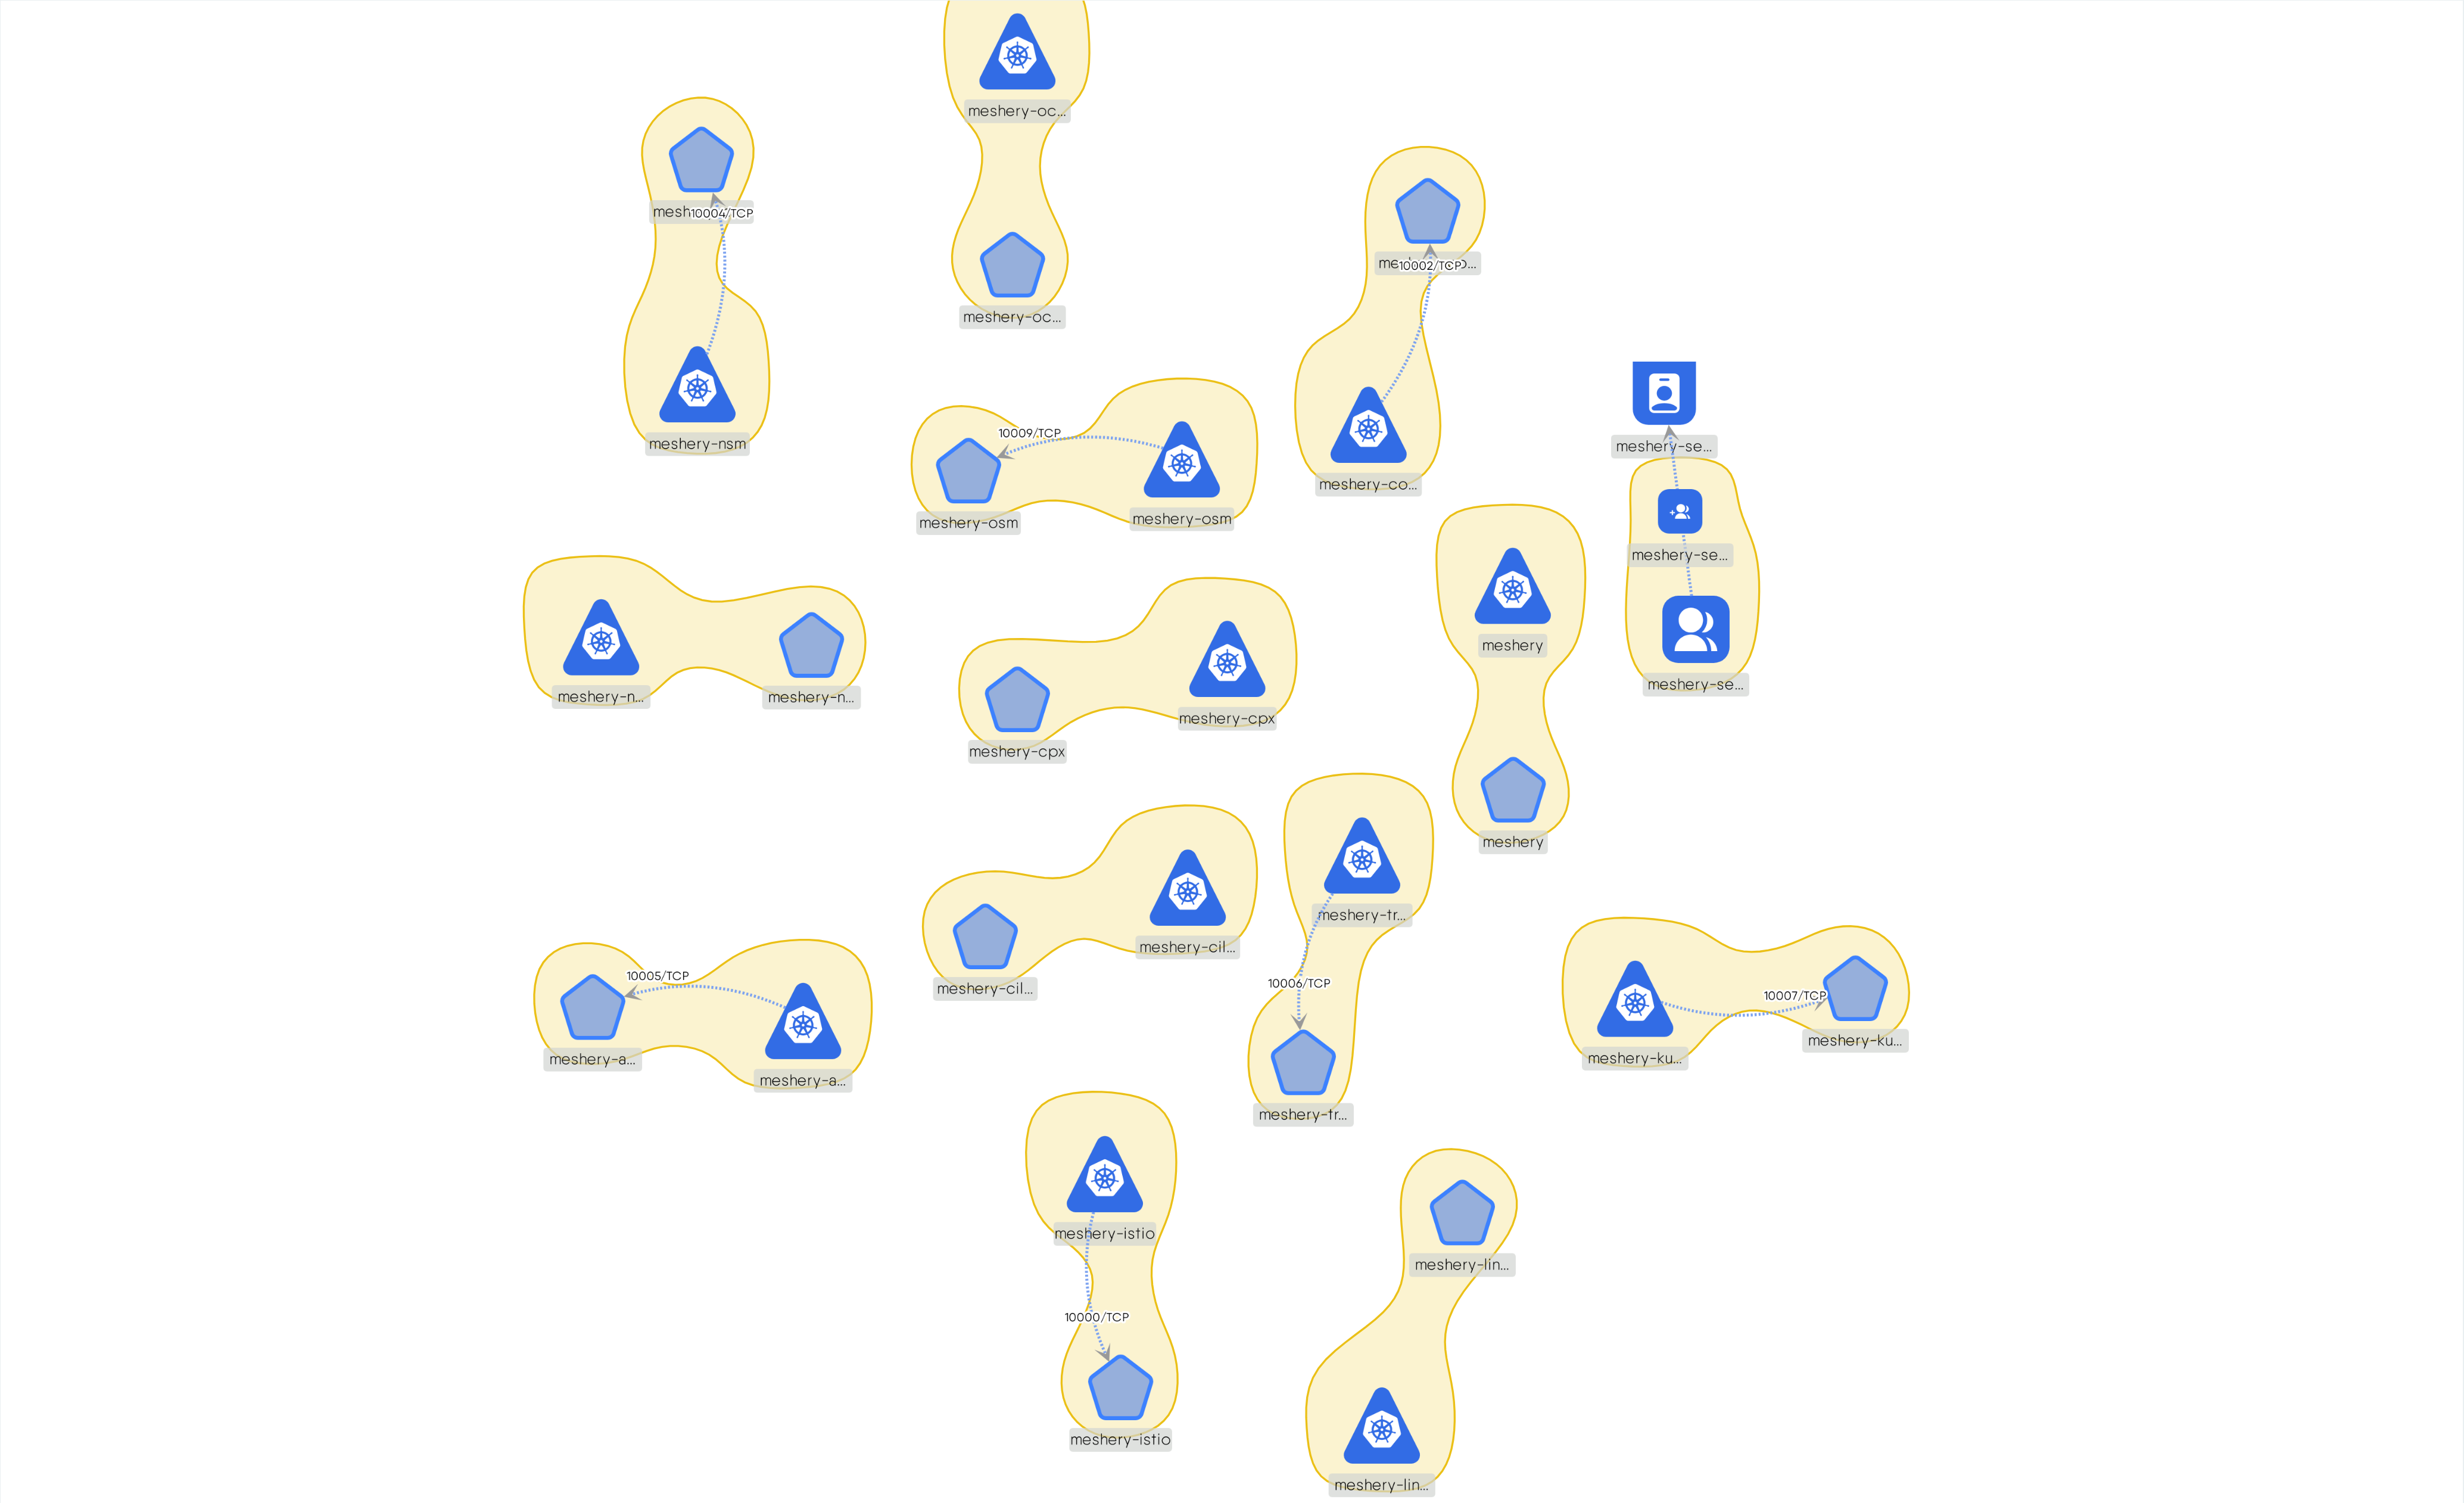 meshery-oc...
10004/TCP
10002/TCP
meshery-oc...
10009/TCP
meshery-nsm
meshery-se...
meshery-co...
meshery-osm
meshery-osm
meshery-se...
meshery
meshery-se...
meshery-n...
meshery-n...
meshery-cpx
meshery-cpx
meshery
meshery-tr...
meshery-cil...
10005/TCP
10006/TCP
meshery-cil...
10007/TCP
meshery-ku...
meshery-a...
meshery-ku...
meshery-a...
meshery-tr...
meshery-istio
meshery-lin...
10000/TCP
meshery-istio
meshery-lin...